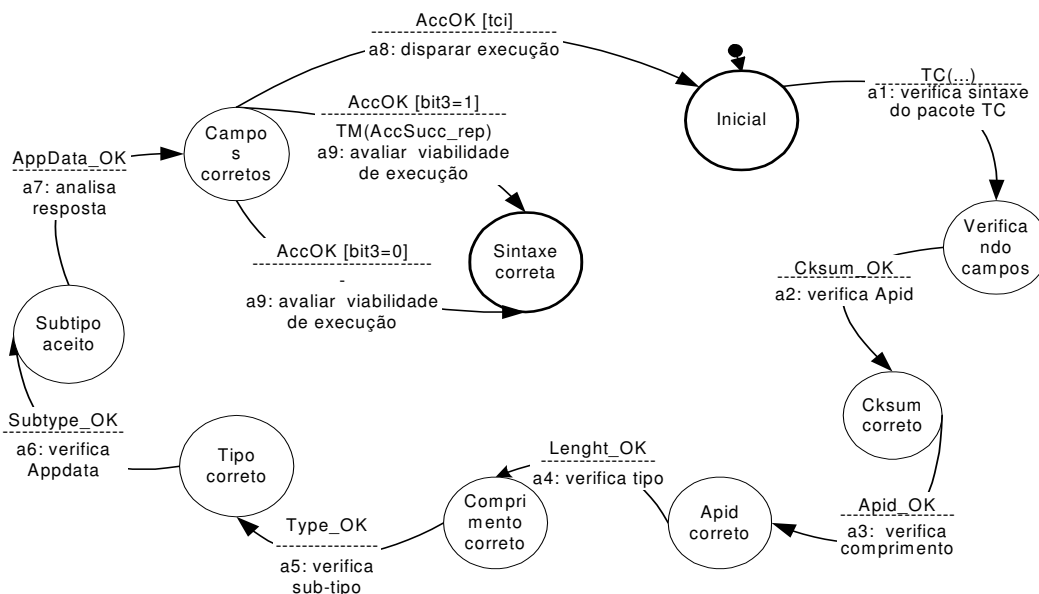 AccOK [tci]
a8: disparar execução
TC(...)
a1: verifica sintaxe
do pacote TC
Inicial
AccOK [bit3=1]
TM(AccSucc_rep)
a9: avaliar viabilidade
de execução
Campo
s
corretos
AppData_OK
a7: analisa
resposta
AccOK [bit3=0]
-
a9: avaliar viabilidade
de execução
Sintaxe
correta
Verifica
ndo
campos
Cksum_OK
a2: verifica Apid
Subtipo
aceito
Cksum
correto
Subtype_OK
a6: verifica
Appdata
Tipo
correto
Lenght_OK
a4: verifica tipo
Apid_OK
a3: verifica
comprimento
Compri
mento
correto
Apid
correto
Type_OK
a5: verifica
sub-tipo